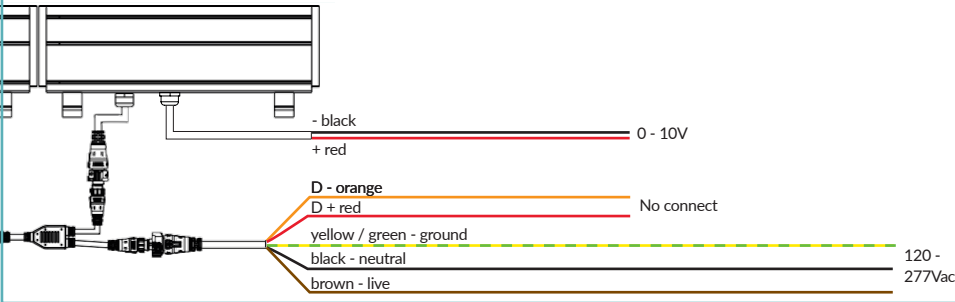 - black
0 - 10V
+ red
D - orange
D + red
No connect
yellow / green - ground
black - neutral
120 -
277Vac
brown - live